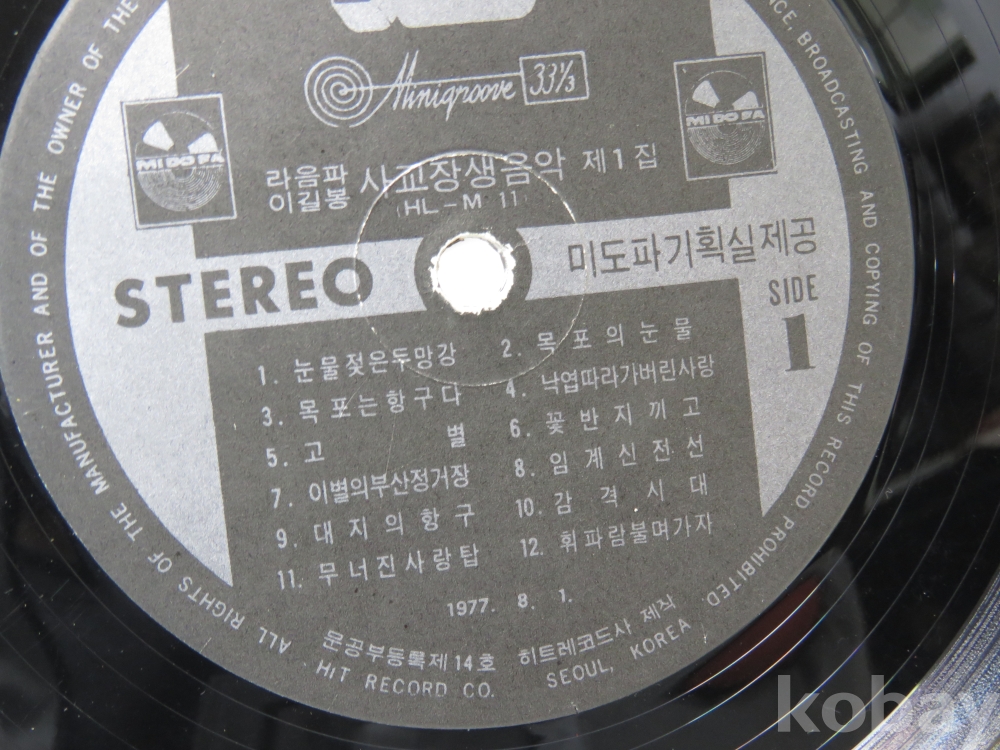 Minigroove 33⅓
MIDOPA
MIDOPA
라음파
이길봉
사교장생음악 제1집
(HL-M 11)
STEREO
미도파기획실제공
SIDE
1
1. 눈물젖은두망강
2. 목포의눈물
3. 목포는항구다
4. 낙엽따라가버린사랑
5. 고 별
6. 꽃반지끼고
7. 이별의부산정거장
8. 임계신전선
9. 대지의항구
10. 감격시대
11. 무너진사랑탑
12. 휘파람불며가자
1977. 8. 1.
문공부등록제14호 히트레코드사 제작
HIT RECORD CO. SEOUL, KOREA
ALL RIGHTS OF THE MANUFACTURER AND OF THE OWNER OF THE
BROADCASTING AND COPYING OF THIS RECORD PROHIBITED
kobay